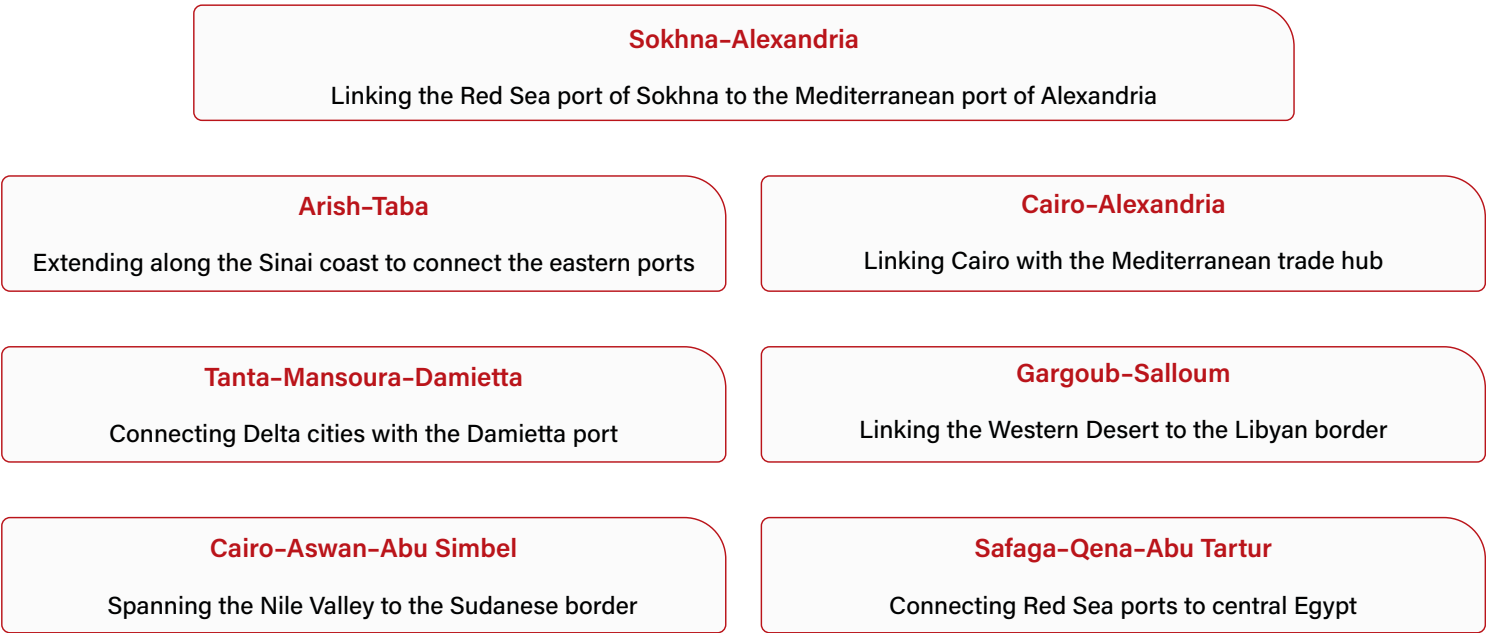 Sokhna–Alexandria
Linking the Red Sea port of Sokhna to the Mediterranean port of Alexandria
Arish–Taba
Extending along the Sinai coast to connect the eastern ports
Cairo–Alexandria
Linking Cairo with the Mediterranean trade hub
Tanta–Mansoura–Damietta
Connecting Delta cities with the Damietta port
Gargoub–Salloum
Linking the Western Desert to the Libyan border
Cairo–Aswan–Abu Simbel
Spanning the Nile Valley to the Sudanese border
Safaga–Qena–Abu Tartur
Connecting Red Sea ports to central Egypt